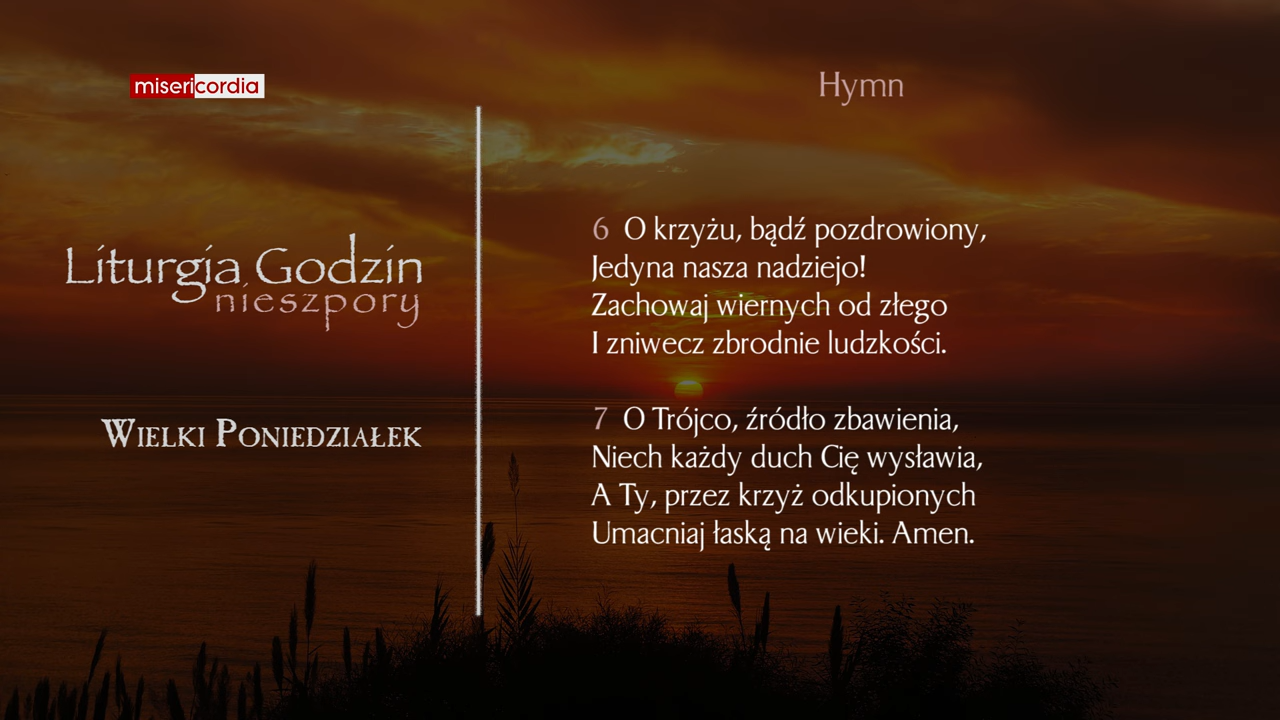 misericordia
Liturgia Godzin
nieszpory
Wielki Poniedziałek
Hymn
6 O krzyżu, bądź pozdrowiony,
Jedyna nasza nadziejo!
Zachowaj wiernych od złego
I zniwecz zbrodnie ludzkości.
7 O Trójco, źródło zbawienia,
Niech każdy duch Cię wysławia,
A Ty, przez krzyż odkupionych
Umacniaj łaską na wieki. Amen.